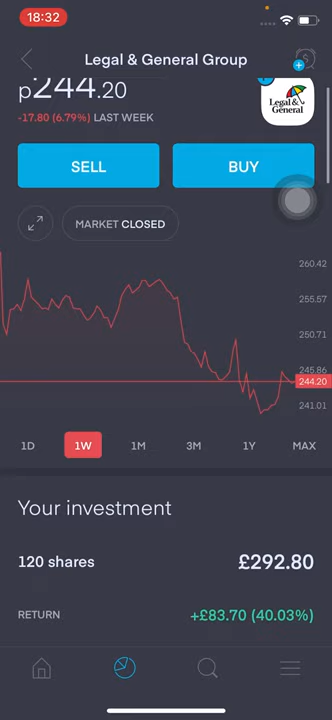 18:32
Legal & General Group
p244.20
Legal &
General
-17.80 (6.79%) LAST WEEK
SELL
BUY
MARKET CLOSED
260.42
255.57
250.71
245.86
244.20
241.01
1D
1W
1M
3M
1Y
MAX
Your investment
120 shares
£292.80
RETURN
+£83.70 (40.03%)